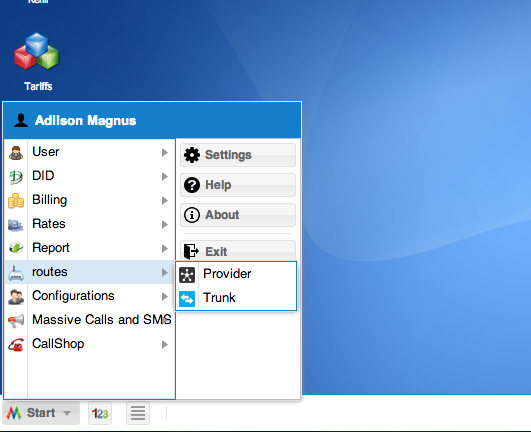 Tariffs
Adilson Magnus
User
DID
Billing
Rates
Report
routes
Configurations
Massive Calls and SMS
CallShop
Settings
Help
About
Exit
Provider
Trunk
Start
123